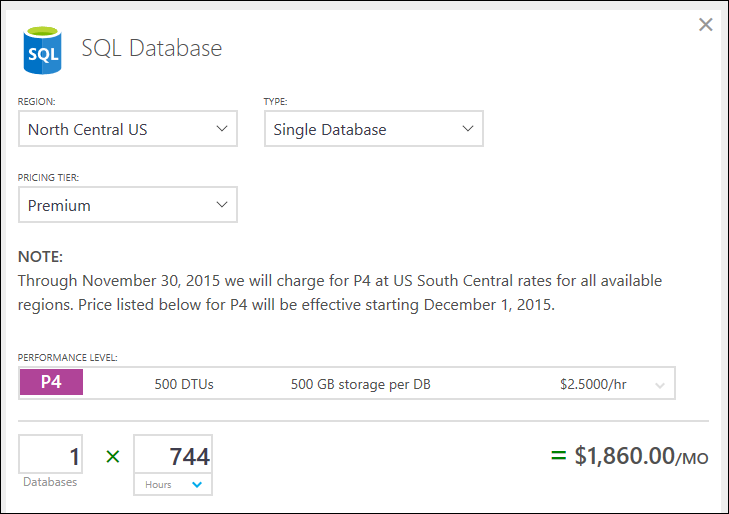 SQL
SQL Database
REGION:
TYPE:
North Central US
Single Database
PRICING TIER:
Premium
NOTE:
Through November 30, 2015 we will charge for P4 at US South Central rates for all available
regions. Price listed below for P4 will be effective starting December 1, 2015.
PERFORMANCE LEVEL:
P4 500 DTUs 500 GB storage per DB $2.5000/hr
1 × 744 = $1,860.00/MO
Databases Hours